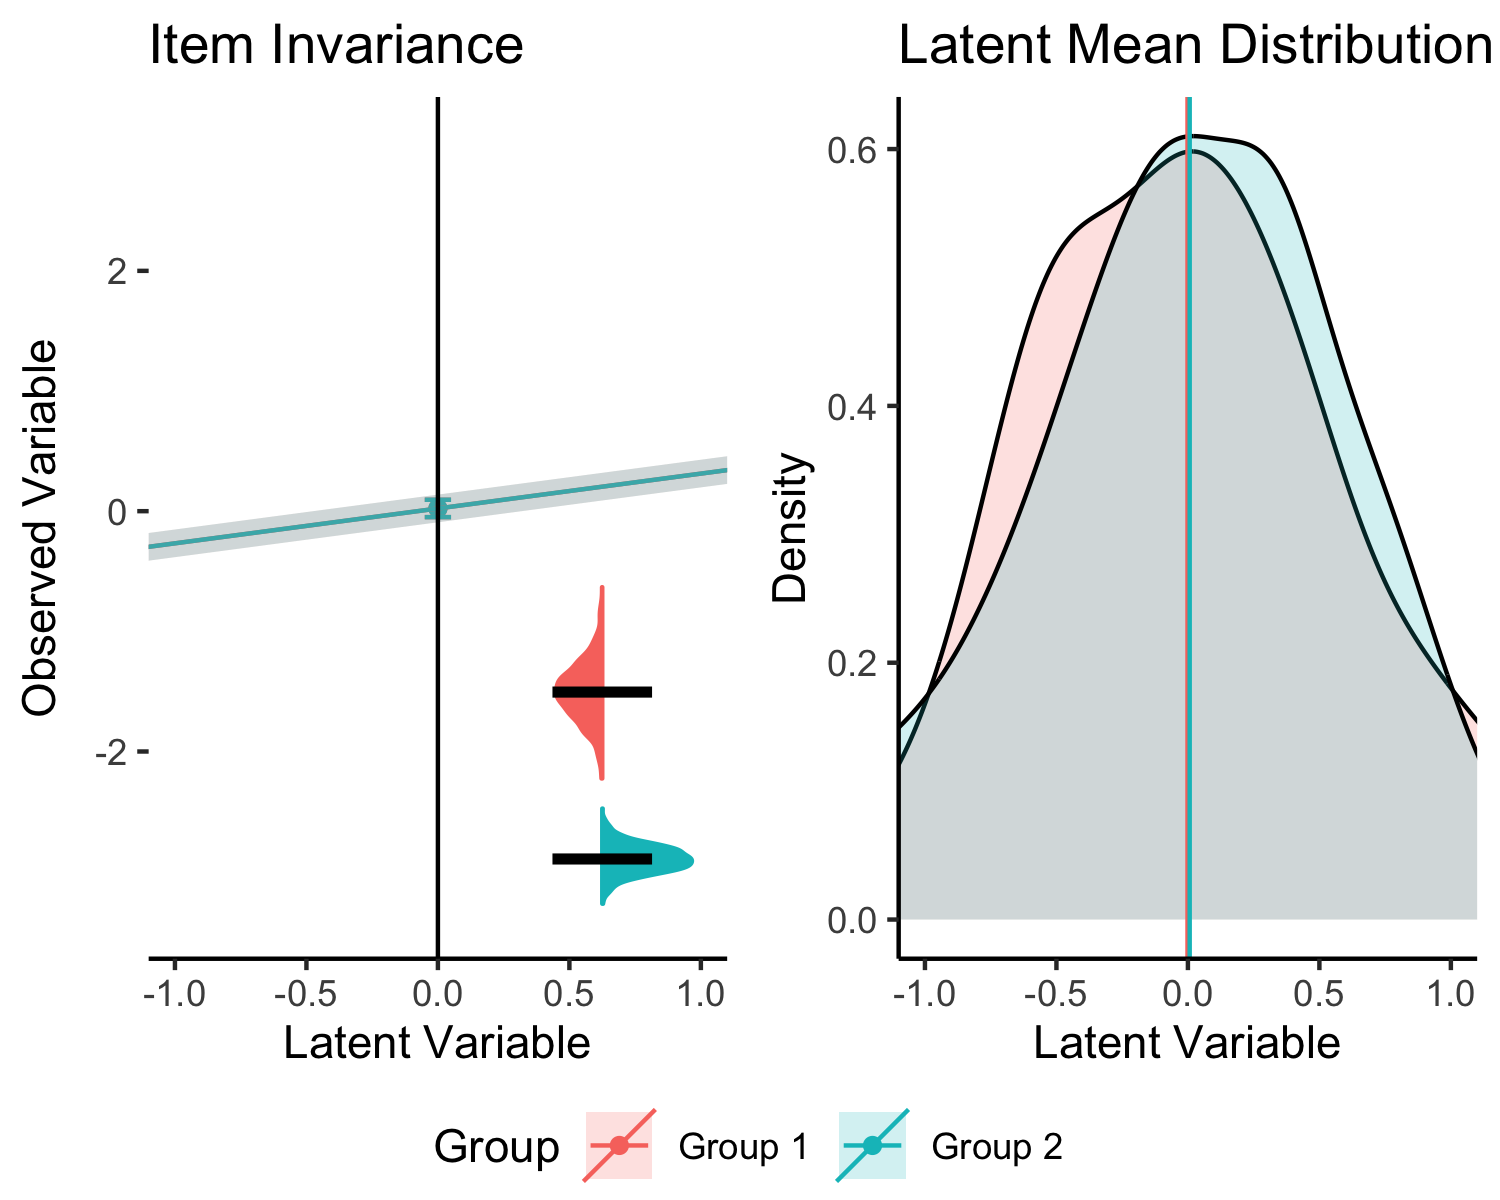 Item Invariance
Observed Variable
2
0
-2
-1.0 -0.5 0.0 0.5 1.0
Latent Variable
Latent Mean Distribution
Density
0.6
0.4
0.2
0.0
-1.0 -0.5 0.0 0.5 1.0
Latent Variable
Group Group 1 Group 2